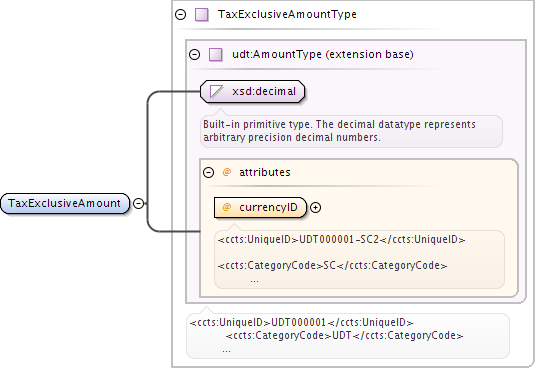 TaxExclusiveAmountType
udt:AmountType (extension base)
xsd:decimal
Built-in primitive type. The decimal datatype represents
arbitrary precision decimal numbers.
@ attributes
@ currencyID
<ccts:UniqueID>UDT000001-SC2</ccts:UniqueID>
<ccts:CategoryCode>SC</ccts:CategoryCode>
...
TaxExclusiveAmount
<ccts:UniqueID>UDT000001</ccts:UniqueID>
<ccts:CategoryCode>UDT</ccts:CategoryCode>
...